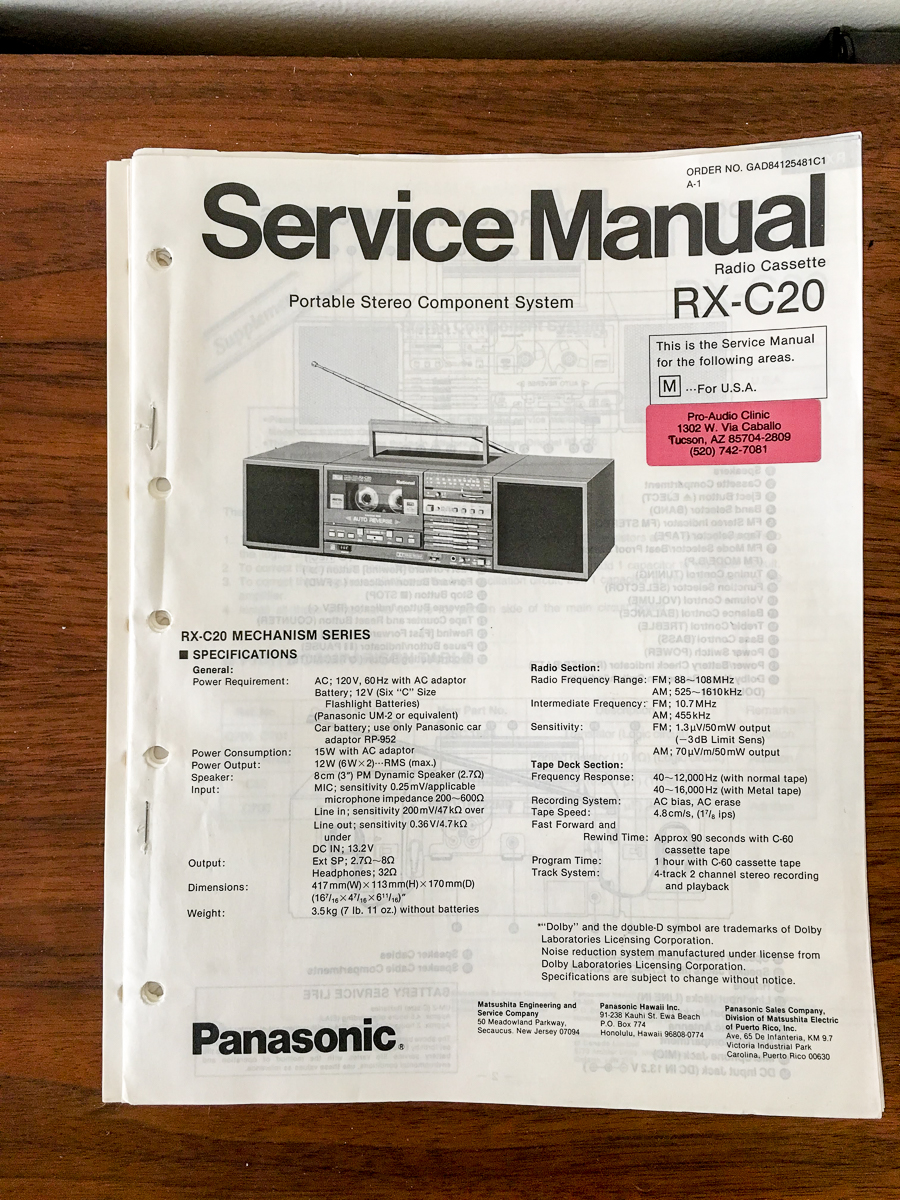 ORDER NO. GAD84125481C1
A-1
Service Manual
Radio Cassette
Portable Stereo Component System
RX-C20
This is the Service Manual
for the following areas.
M ...For U.S.A.
Pro-Audio Clinic
1302 W. Via Caballo
Tucson, AZ 85704-2809
(520) 742-7081
National
AUTO REVERSE
RX-C20 MECHANISM SERIES
■ SPECIFICATIONS
General:
Power Requirement: AC; 120V, 60Hz with AC adaptor
Battery; 12V (Six "C" Size
Flashlight Batteries)
(Panasonic UM-2 or equivalent)
Car battery; use only Panasonic car
adaptor RP-952
Power Consumption: 15W with AC adaptor
Power Output: 12W (6W×2)···RMS (max.)
Speaker: 8cm (3") PM Dynamic Speaker (2.7Ω)
Input: MIC; sensitivity 0.25mV/applicable
microphone impedance 200~600Ω
Line in; sensitivity 200mV/47kΩ over
Line out; sensitivity 0.36V/4.7kΩ
under
DC IN; 13.2V
Output: Ext SP; 2.7Ω~8Ω
Headphones; 32Ω
Dimensions: 417mm(W)×113mm(H)×170mm(D)
(16 7/16×4 7/16×6 11/16)"
Weight: 3.5kg (7 lb. 11 oz.) without batteries
Radio Section:
Radio Frequency Range: FM; 88~108MHz
AM; 525~1610kHz
Intermediate Frequency: FM; 10.7MHz
AM; 455kHz
Sensitivity: FM; 1.3µV/50mW output
(−3dB Limit Sens)
AM; 70µV/m/50mW output
Tape Deck Section:
Frequency Response: 40~12,000Hz (with normal tape)
40~16,000Hz (with Metal tape)
Recording System: AC bias, AC erase
Tape Speed: 4.8cm/s, (1 7/8 ips)
Fast Forward and
Rewind Time: Approx 90 seconds with C-60
cassette tape
Program Time: 1 hour with C-60 cassette tape
Track System: 4-track 2 channel stereo recording
and playback
*"Dolby" and the double-D symbol are trademarks of Dolby
Laboratories Licensing Corporation.
Noise reduction system manufactured under license from
Dolby Laboratories Licensing Corporation.
Specifications are subject to change without notice.
Panasonic®
Matsushita Engineering and
Service Company
50 Meadowland Parkway,
Secaucus. New Jersey 07094
Panasonic Hawaii Inc.
91-238 Kauhi St. Ewa Beach
P.O. Box 774
Honolulu, Hawaii 96808-0774
Panasonic Sales Company,
Division of Matsushita Electric
of Puerto Rico, Inc.
Ave, 65 De Infanteria, KM 9.7
Victoria Industrial Park
Carolina, Puerto Rico 00630